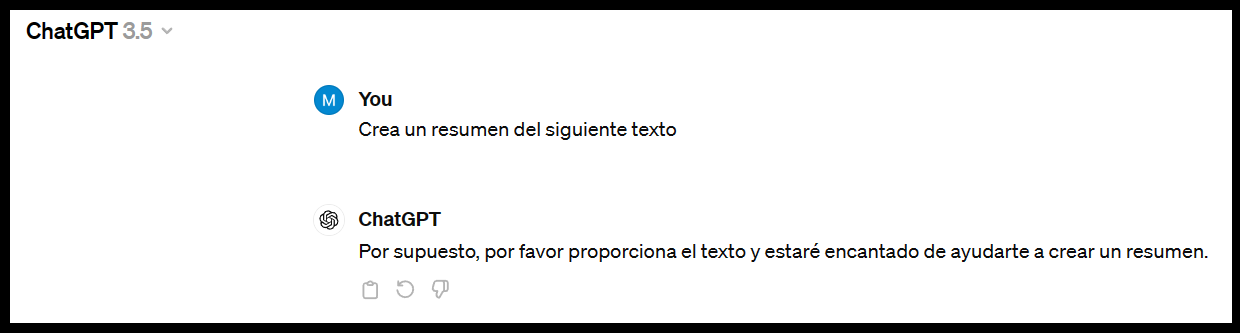 ChatGPT 3.5
M
You
Crea un resumen del siguiente texto
ChatGPT
Por supuesto, por favor proporciona el texto y estaré encantado de ayudarte a crear un resumen.